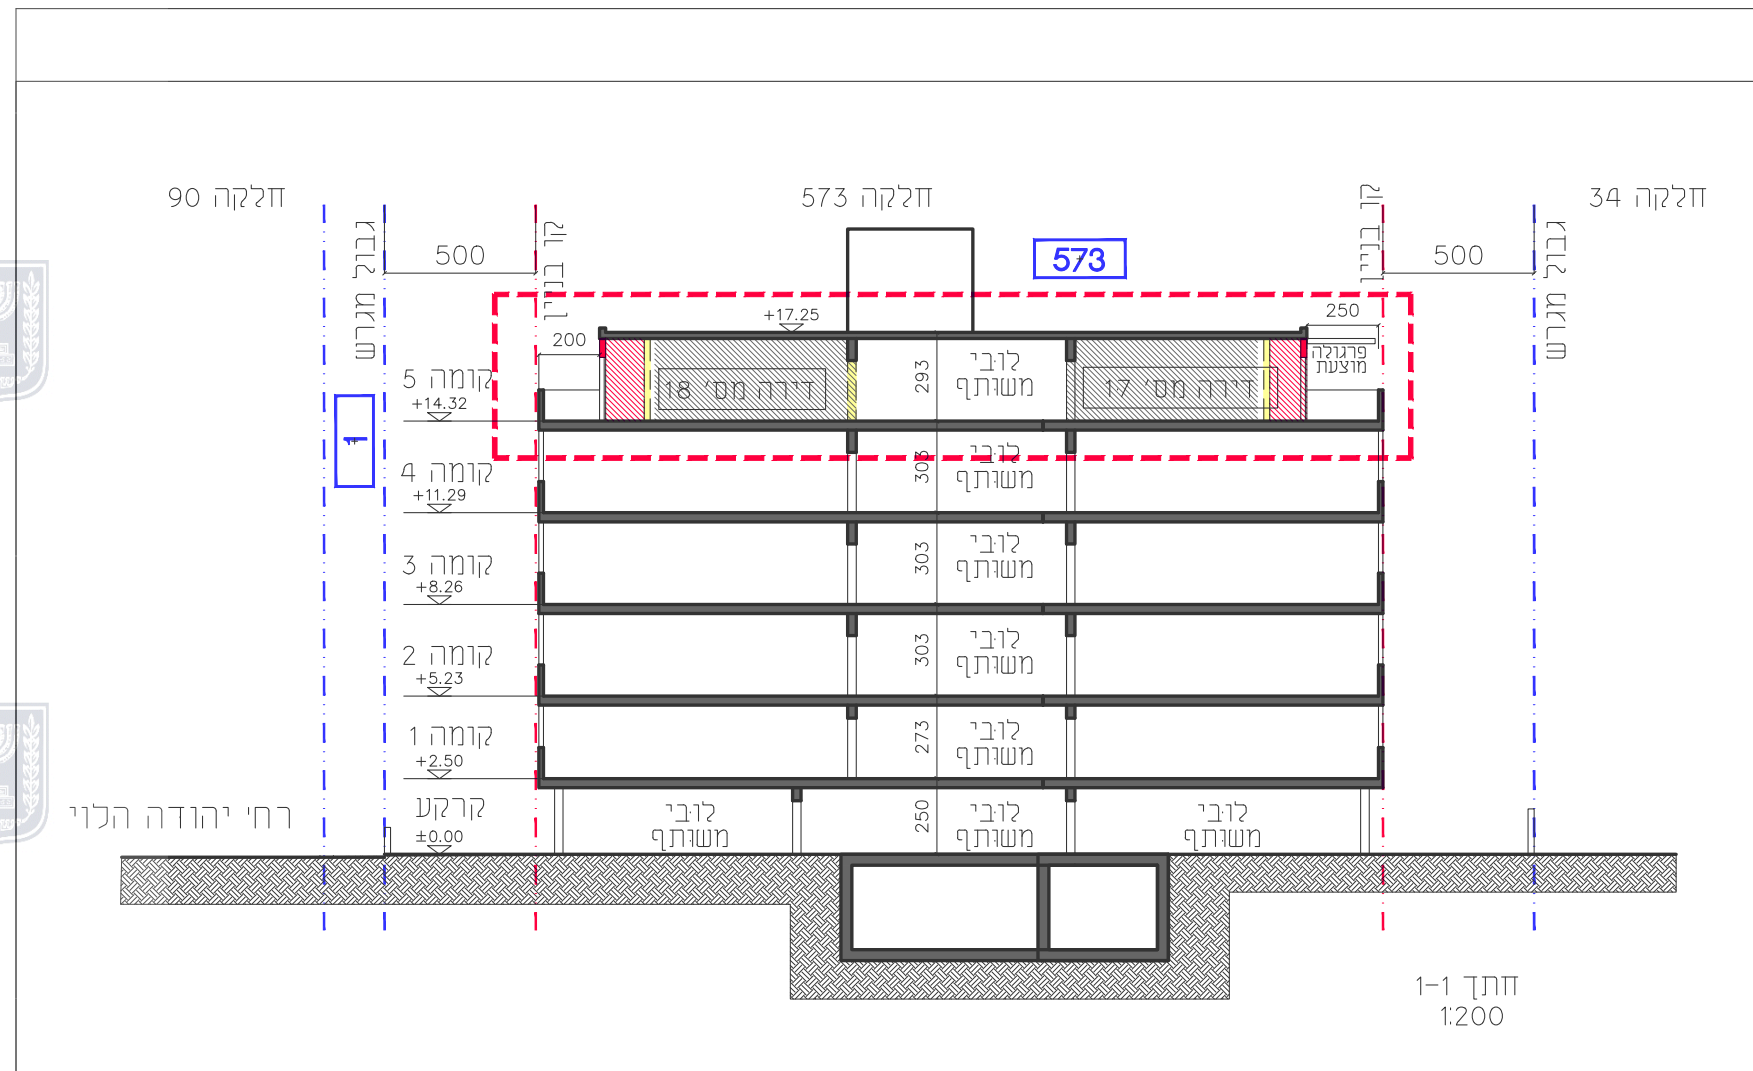 חלקה 90
חלקה 573
חלקה 34
גבול מגרש
500
קו בניין
573
קו בניין
500
גבול מגרש
+17.25
250
200
פרגולה
מוצעת
קומה 5
+14.32
דירה מס' 18
293
לובי
משותף
דירה מס' 17
1
קומה 4
+11.29
303
לובי
משותף
קומה 3
+8.26
303
לובי
משותף
קומה 2
+5.23
303
לובי
משותף
קומה 1
+2.50
273
לובי
משותף
רח' יהודה הלוי
קרקע
±0.00
לובי
משותף
250
לובי
משותף
לובי
משותף
חתך 1-1
1:200